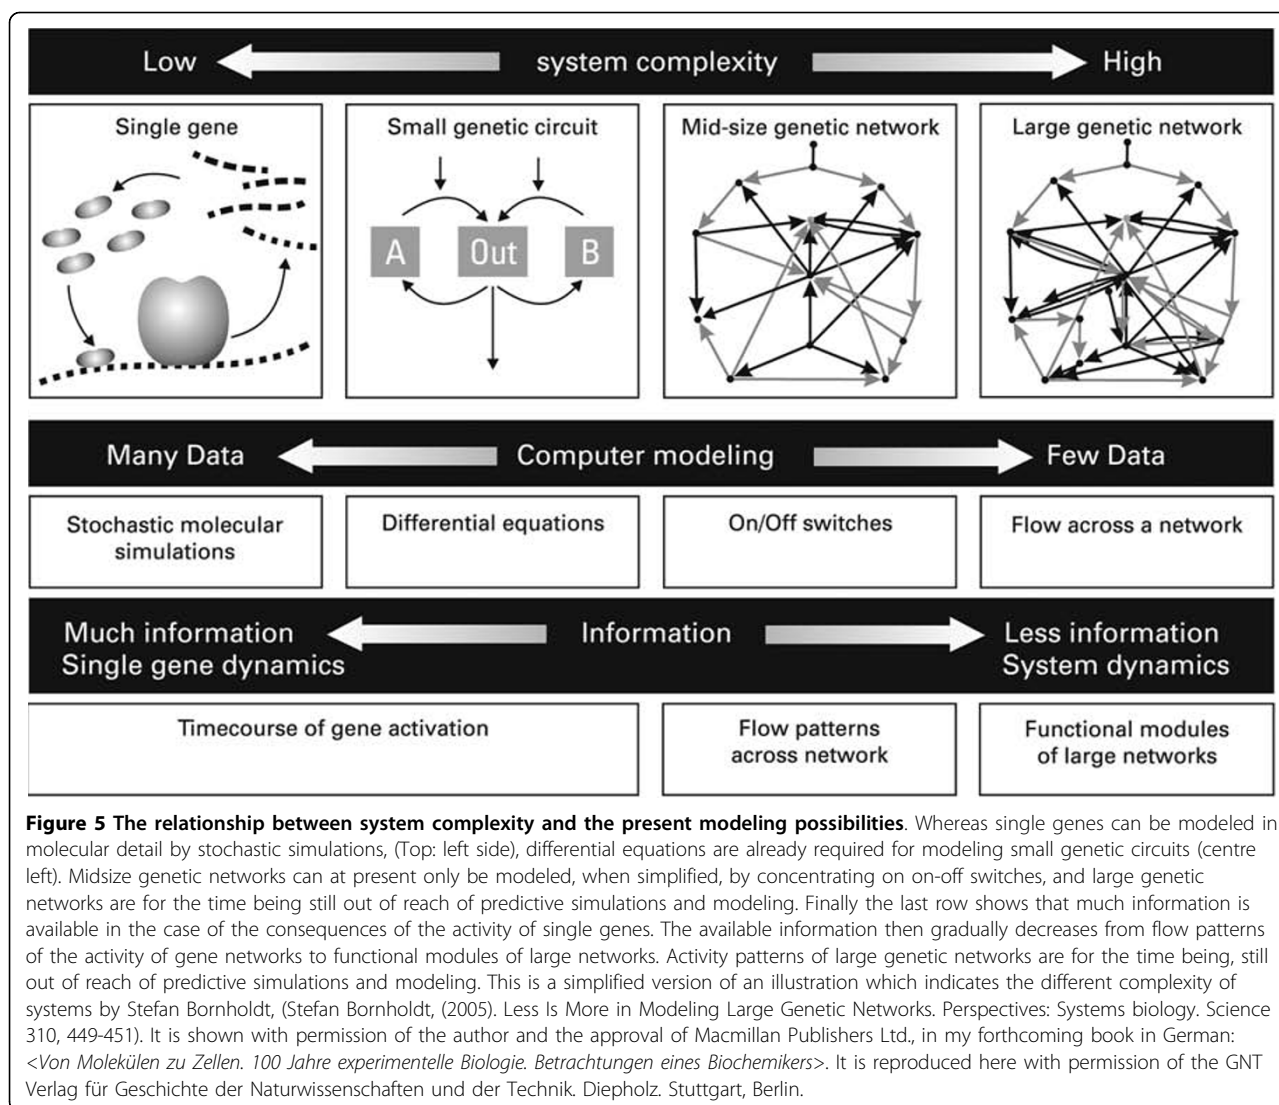 Low system complexity High
Single gene
Small genetic circuit
Mid-size genetic network
Large genetic network
A Out B
Many Data Computer modeling Few Data
Stochastic molecular
simulations
Differential equations
On/Off switches
Flow across a network
Much information Information Less information
Single gene dynamics System dynamics
Timecourse of gene activation
Flow patterns
across network
Functional modules
of large networks
Figure 5 The relationship between system complexity and the present modeling possibilities. Whereas single genes can be modeled in
molecular detail by stochastic simulations, (Top: left side), differential equations are already required for modeling small genetic circuits (centre
left). Midsize genetic networks can at present only be modeled, when simplified, by concentrating on on-off switches, and large genetic
networks are for the time being still out of reach of predictive simulations and modeling. Finally the last row shows that much information is
available in the case of the consequences of the activity of single genes. The available information then gradually decreases from flow patterns
of the activity of gene networks to functional modules of large networks. Activity patterns of large genetic networks are for the time being, still
out of reach of predictive simulations and modeling. This is a simplified version of an illustration which indicates the different complexity of
systems by Stefan Bornholdt, (Stefan Bornholdt, (2005). Less Is More in Modeling Large Genetic Networks. Perspectives: Systems biology. Science
310, 449-451). It is shown with permission of the author and the approval of Macmillan Publishers Ltd., in my forthcoming book in German:
<Von Molekülen zu Zellen. 100 Jahre experimentelle Biologie. Betrachtungen eines Biochemikers>. It is reproduced here with permission of the GNT
Verlag für Geschichte der Naturwissenschaften und der Technik. Diepholz. Stuttgart, Berlin.